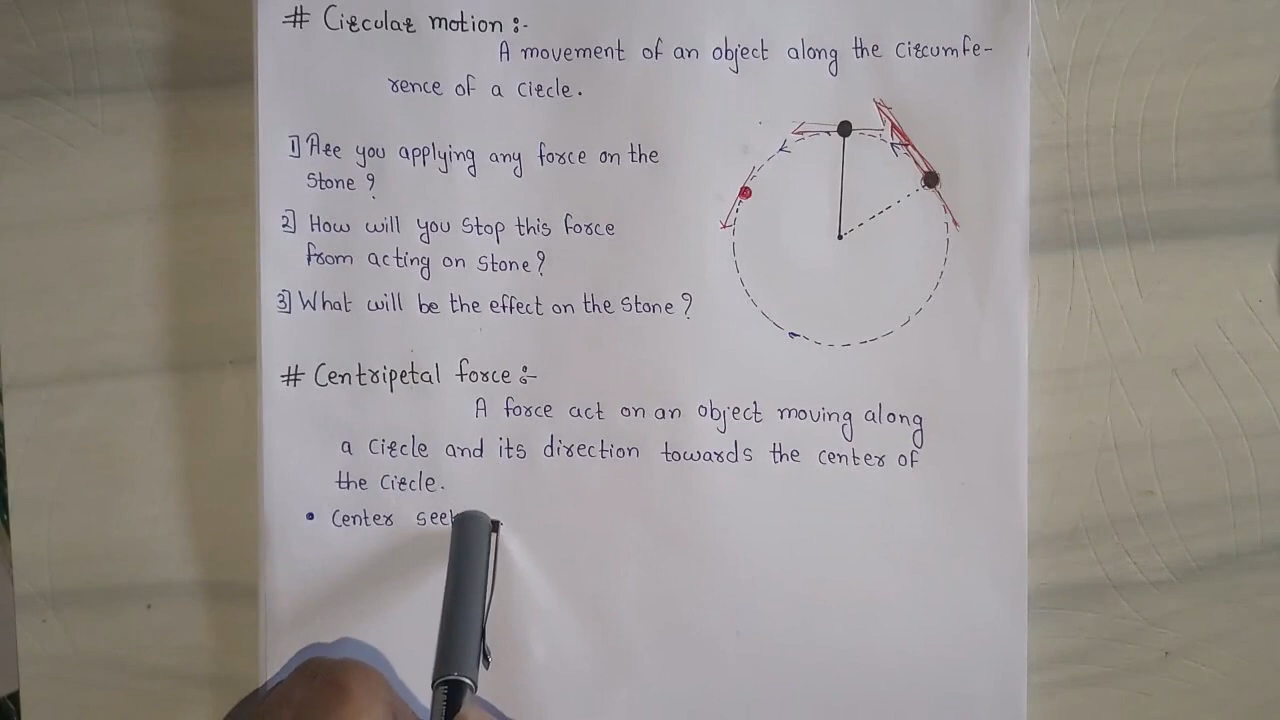 # Circular motion :-
A movement of an object along the circumfe-
rence of a circle.
1] Are you applying any force on the
stone ?
2] How will you stop this force
from acting on stone ?
3] What will be the effect on the stone ?
# Centripetal force :-
A force act on an object moving along
a circle and its direction towards the center of
the circle.
• Center